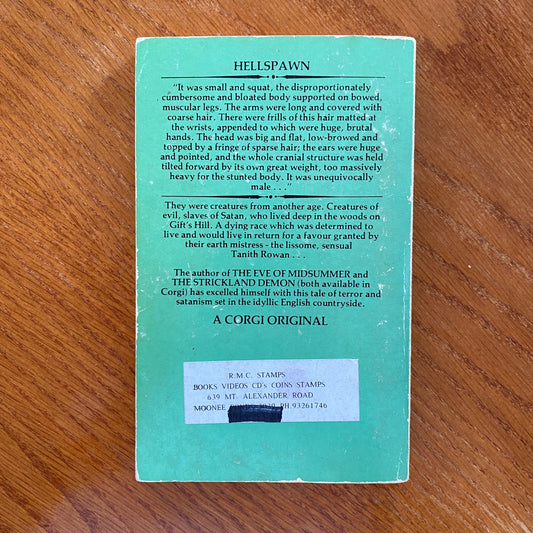 HELLSPAWN
"It was small and squat, the disproportionately
cumbersome and bloated body supported on bowed,
muscular legs. The arms were long and covered with
coarse hair. There were frills of this hair matted at
the wrists, appended to which were huge, brutal
hands. The head was big and flat, low-browed and
topped by a fringe of sparse hair; the ears were huge
and pointed, and the whole cranial structure was held
tilted forward by its own great weight, too massively
heavy for the stunted body. It was unequivocally
male . . ."
They were creatures from another age. Creatures of
evil, slaves of Satan, who lived deep in the woods on
Gift's Hill. A dying race which was determined to
live and would live in return for a favour granted by
their earth mistress - the lissome, sensual
Tanith Rowan . . .
The author of THE EVE OF MIDSUMMER and
THE STRICKLAND DEMON (both available in
Corgi) has excelled himself with this tale of terror and
satanism set in the idyllic English countryside.
A CORGI ORIGINAL
R.M.C. STAMPS
BOOKS VIDEOS CD's COINS STAMPS
639 MT. ALEXANDER ROAD
MOONEE PH.93261746